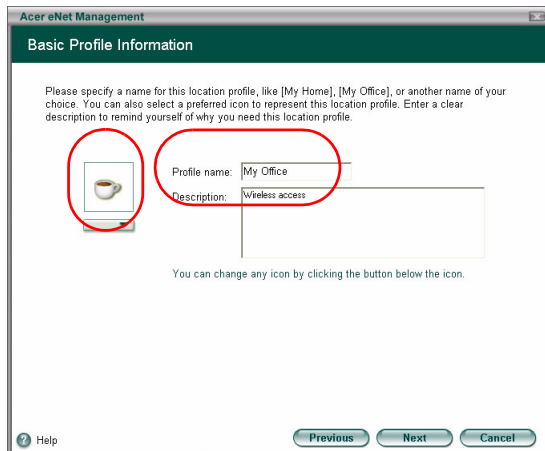 Acer eNet Management
Basic Profile Information
Please specify a name for this location profile, like [My Home], [My Office], or another name of your
choice. You can also select a preferred icon to represent this location profile. Enter a clear
description to remind yourself of why you need this location profile.
Profile name: My Office
Description: Wireless access
You can change any icon by clicking the button below the icon.
Help Previous Next Cancel